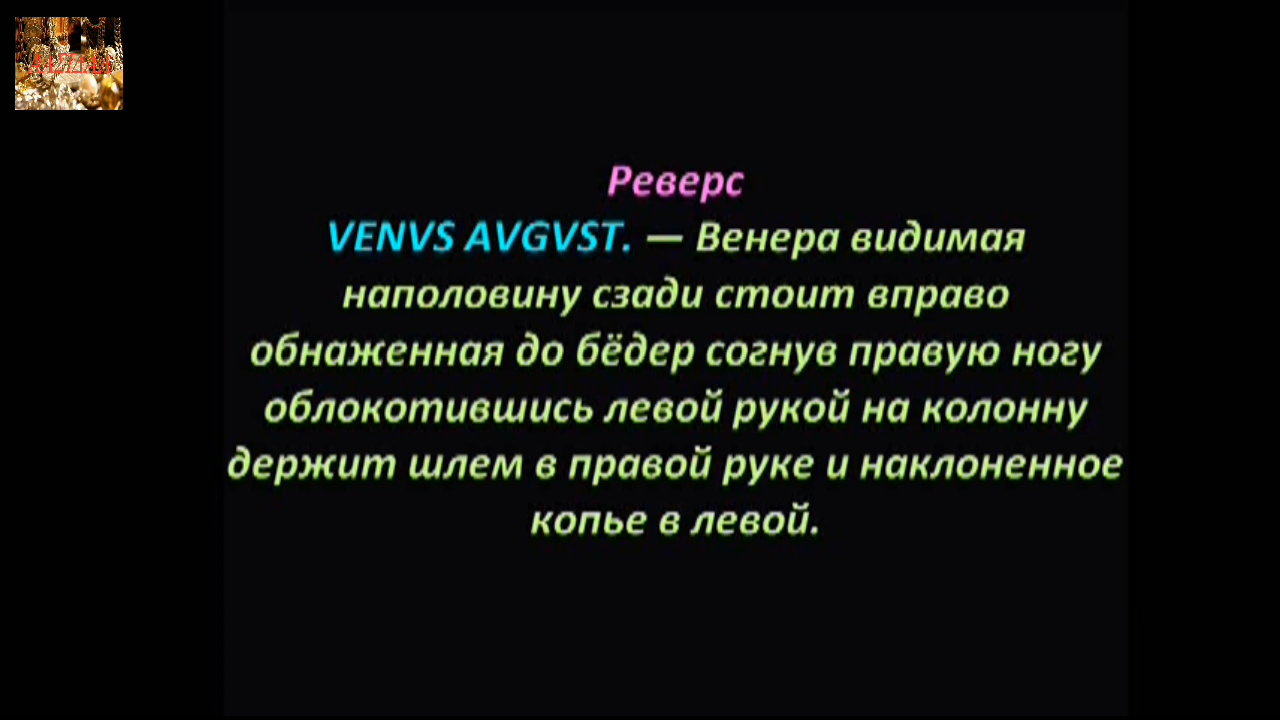 Реверс
VENVS AVGVST. — Венера видимая
наполовину сзади стоит вправо
обнаженная до бёдер согнув правую ногу
облокотившись левой рукой на колонну
держит шлем в правой руке и наклоненное
копье в левой.